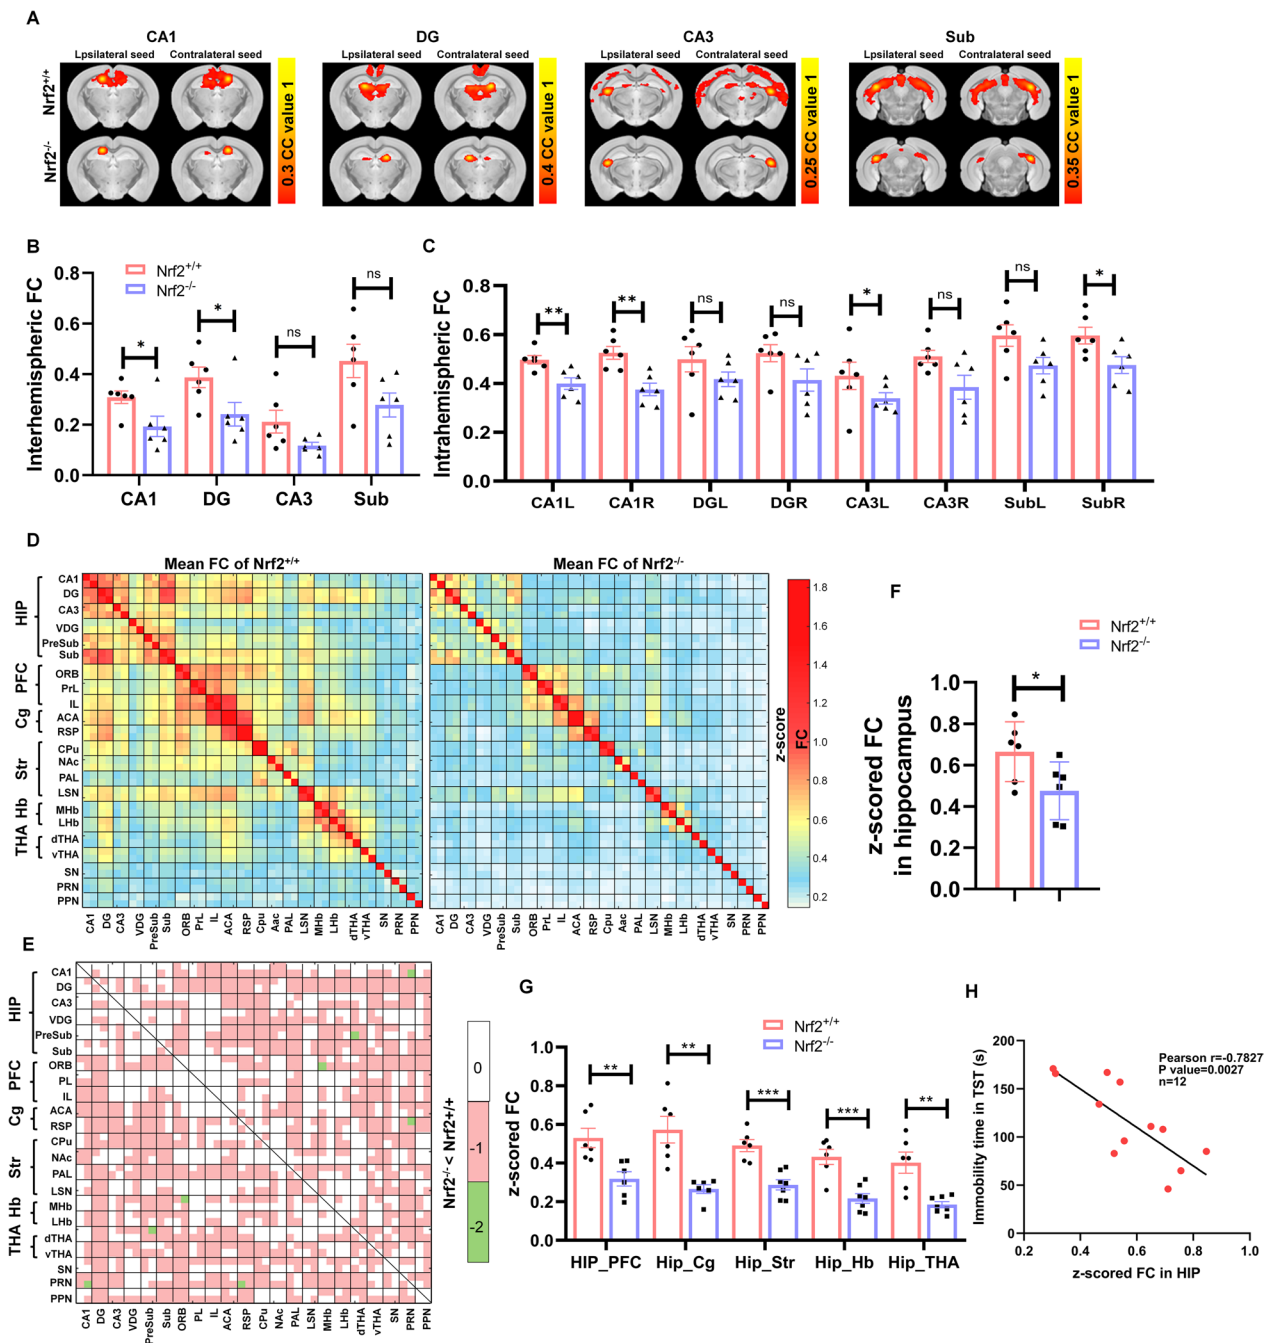 A
CA1
DG
CA3
Sub
Lpsilateral seed Contralateral seed
Lpsilateral seed Contralateral seed
Lpsilateral seed Contralateral seed
Lpsilateral seed Contralateral seed
Nrf2+/+
Nrf2-/-
0.3 CC value 1
0.4 CC value 1
0.25 CC value 1
0.35 CC value 1
B
Interhemispheric FC
0.8
0.6
0.4
0.2
0.0
Nrf2+/+
Nrf2-/-
*
*
ns
ns
CA1 DG CA3 Sub
C
Intrahemispheric FC
0.8
0.6
0.4
0.2
0.0
**
**
ns
ns
*
ns
ns
*
CA1L CA1R DGL DGR CA3L CA3R SubL SubR
D
Mean FC of Nrf2+/+
Mean FC of Nrf2-/-
HIP
PFC
Cg
Str
Hb
THA
CA1
DG
CA3
VDG
PreSub
Sub
ORB
PrL
IL
ACA
RSP
CPu
NAc
PAL
LSN
MHb
LHb
dTHA
vTHA
SN
PRN
PPN
CA1 DG CA3 VDG PreSub Sub ORB PrL IL ACA RSP Cpu Aac PAL LSN MHb LHb dTHA vTHA SN PRN PPN
CA1 DG CA3 VDG PreSub Sub ORB PrL IL ACA RSP Cpu Aac PAL LSN MHb LHb dTHA vTHA SN PRN PPN
z-score
FC
1.8
1.6
1.4
1.2
1.0
0.8
0.6
0.4
0.2
F
Nrf2+/+
Nrf2-/-
z-scored FC
in hippocampus
1.0
0.8
0.6
0.4
0.2
0.0
*
E
HIP
PFC
Cg
Str
Hb
THA
CA1
DG
CA3
VDG
PreSub
Sub
ORB
PL
IL
ACA
RSP
CPu
NAc
PAL
LSN
MHb
LHb
dTHA
vTHA
SN
PRN
PPN
CA1 DG CA3 VDG PreSub Sub ORB PL IL ACA RSP CPu NAc PAL LSN MHb LHb dTHA vTHA SN PRN PPN
0
-1
-2
Nrf2-/- < Nrf2+/+
G
Nrf2+/+
Nrf2-/-
z-scored FC
1.0
0.8
0.6
0.4
0.2
0.0
**
**
***
***
**
HIP_PFC Hip_Cg Hip_Str Hip_Hb Hip_THA
H
Immobility time in TST (s)
200
150
100
50
0
Pearson r=-0.7827
P value=0.0027
n=12
0.2 0.4 0.6 0.8 1.0
z-scored FC in HIP